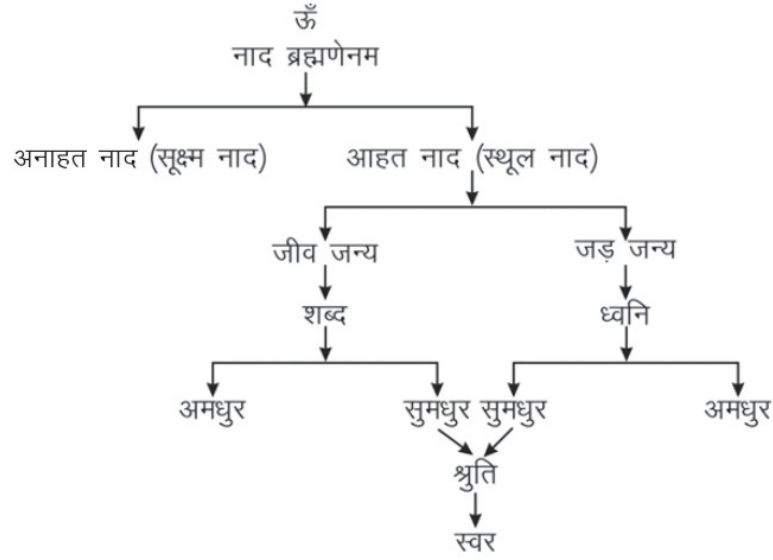 ऊँ
नाद ब्रह्मणेनम
अनाहत नाद (सूक्ष्म नाद) आहत नाद (स्थूल नाद)
जीव जन्य जड़ जन्य
शब्द ध्वनि
अमधुर सुमधुर सुमधुर अमधुर
श्रुति
स्वर